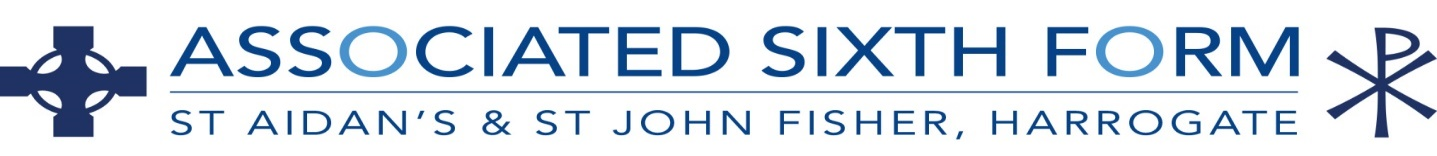 ASSOCIATED SIXTH FORM
ST AIDAN'S & ST JOHN FISHER, HARROGATE